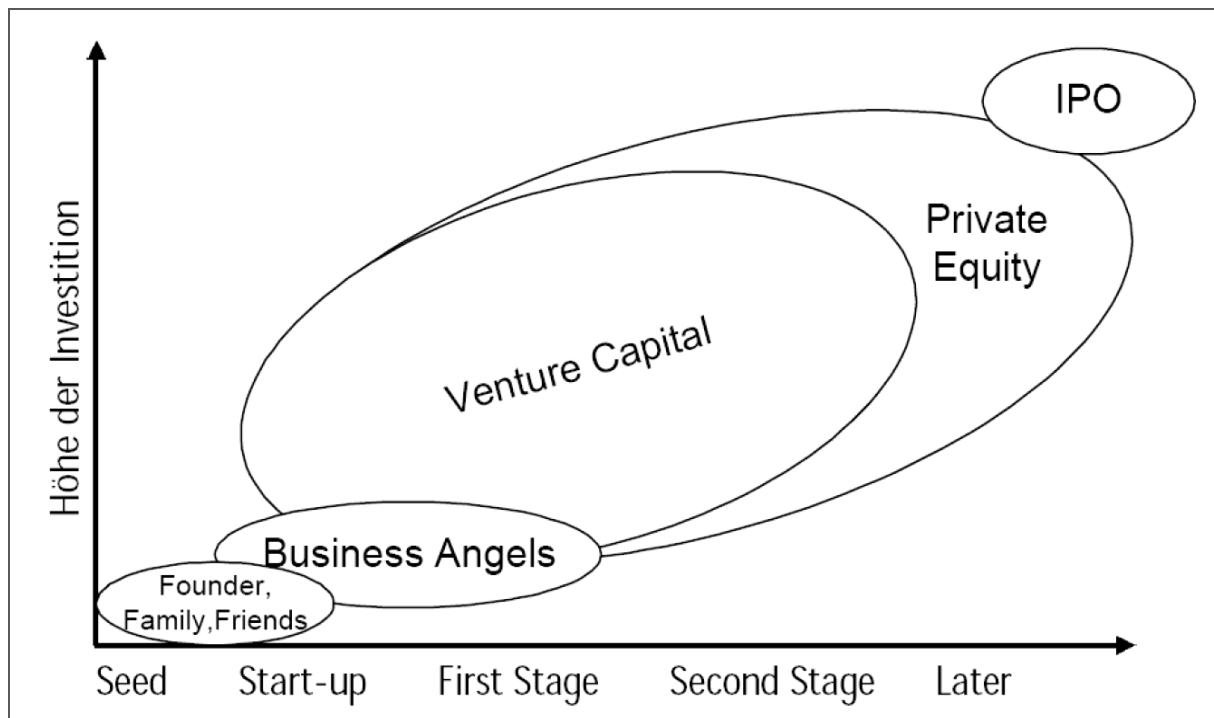 IPO
Private
Equity
Venture Capital
Business Angels
Founder,
Family,Friends
Höhe der Investition
Seed Start-up First Stage Second Stage Later